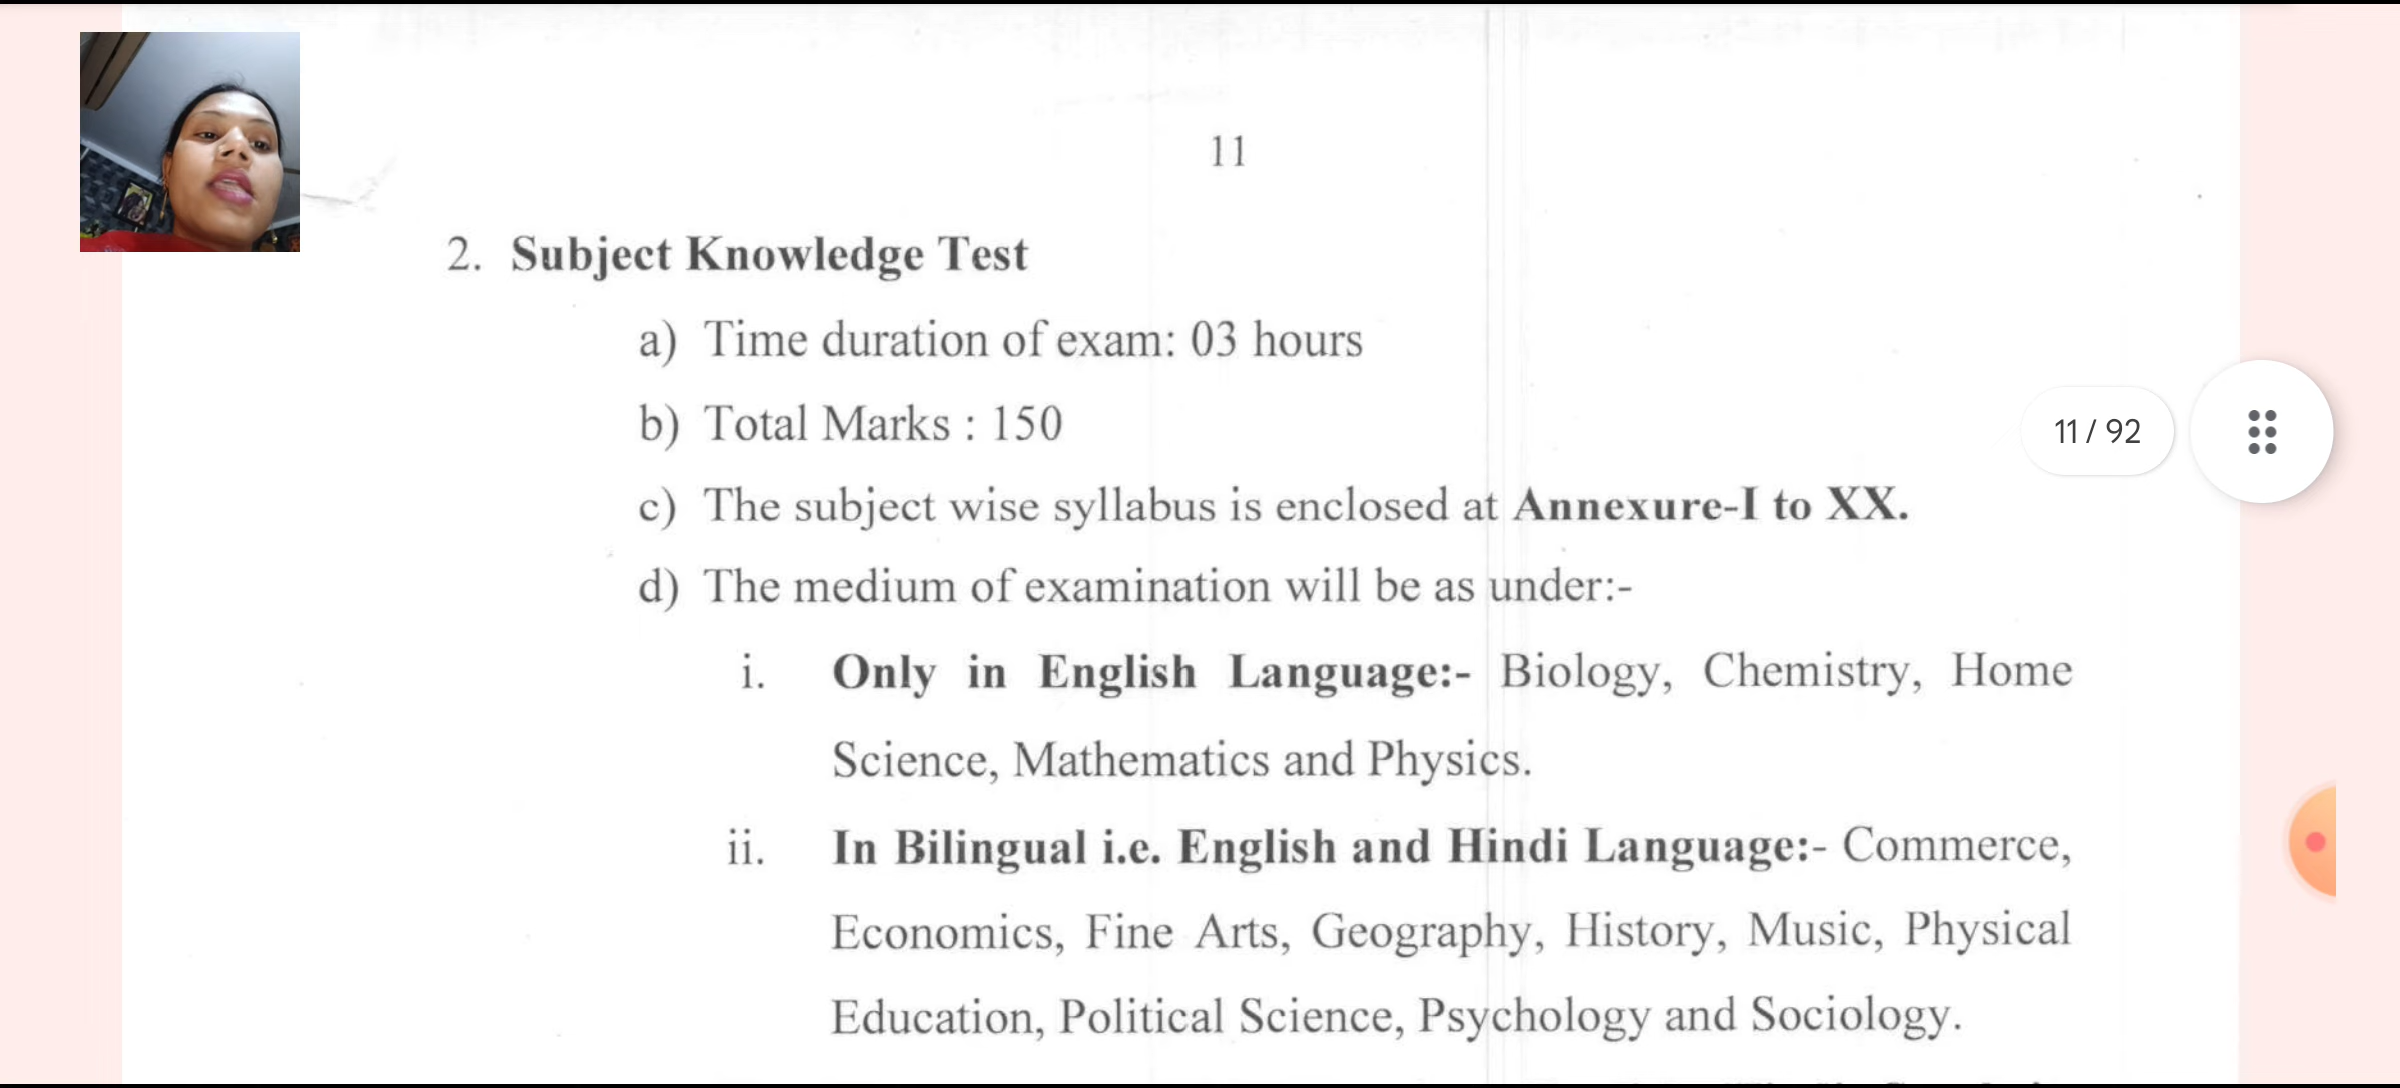 11
2. Subject Knowledge Test
a) Time duration of exam: 03 hours
b) Total Marks : 150
c) The subject wise syllabus is enclosed at Annexure-I to XX.
11 / 92
d) The medium of examination will be as under:-
i. Only in English Language:- Biology, Chemistry, Home
Science, Mathematics and Physics.
ii. In Bilingual i.e. English and Hindi Language:- Commerce,
Economics, Fine Arts, Geography, History, Music, Physical
Education, Political Science, Psychology and Sociology.